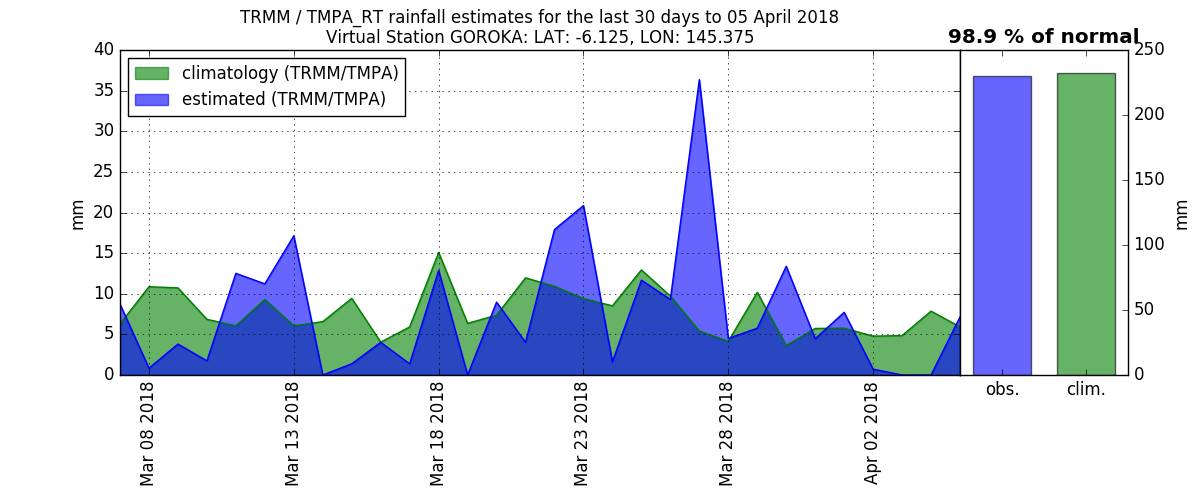 TRMM / TMPA_RT rainfall estimates for the last 30 days to 05 April 2018
Virtual Station GOROKA: LAT: -6.125, LON: 145.375
98.9 % of normal
climatology (TRMM/TMPA)
estimated (TRMM/TMPA)
40
35
30
25
20
15
10
5
0
mm
250
200
150
100
50
0
mm
Mar 08 2018
Mar 13 2018
Mar 18 2018
Mar 23 2018
Mar 28 2018
Apr 02 2018
obs.
clim.